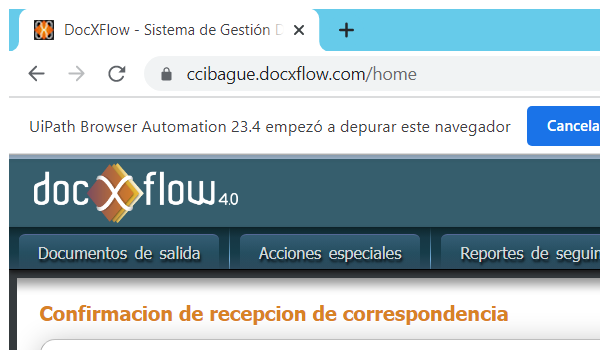 DocXFlow - Sistema de Gestión D
ccibague.docxflow.com/home
UiPath Browser Automation 23.4 empezó a depurar este navegador Cancela
docXflow 4.0
Documentos de salida Acciones especiales Reportes de seguin
Confirmacion de recepcion de correspondencia